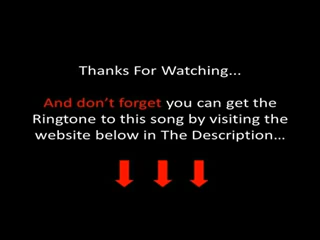 Thanks For Watching...
And don't forget you can get the
Ringtone to this song by visiting the
website below in The Description...